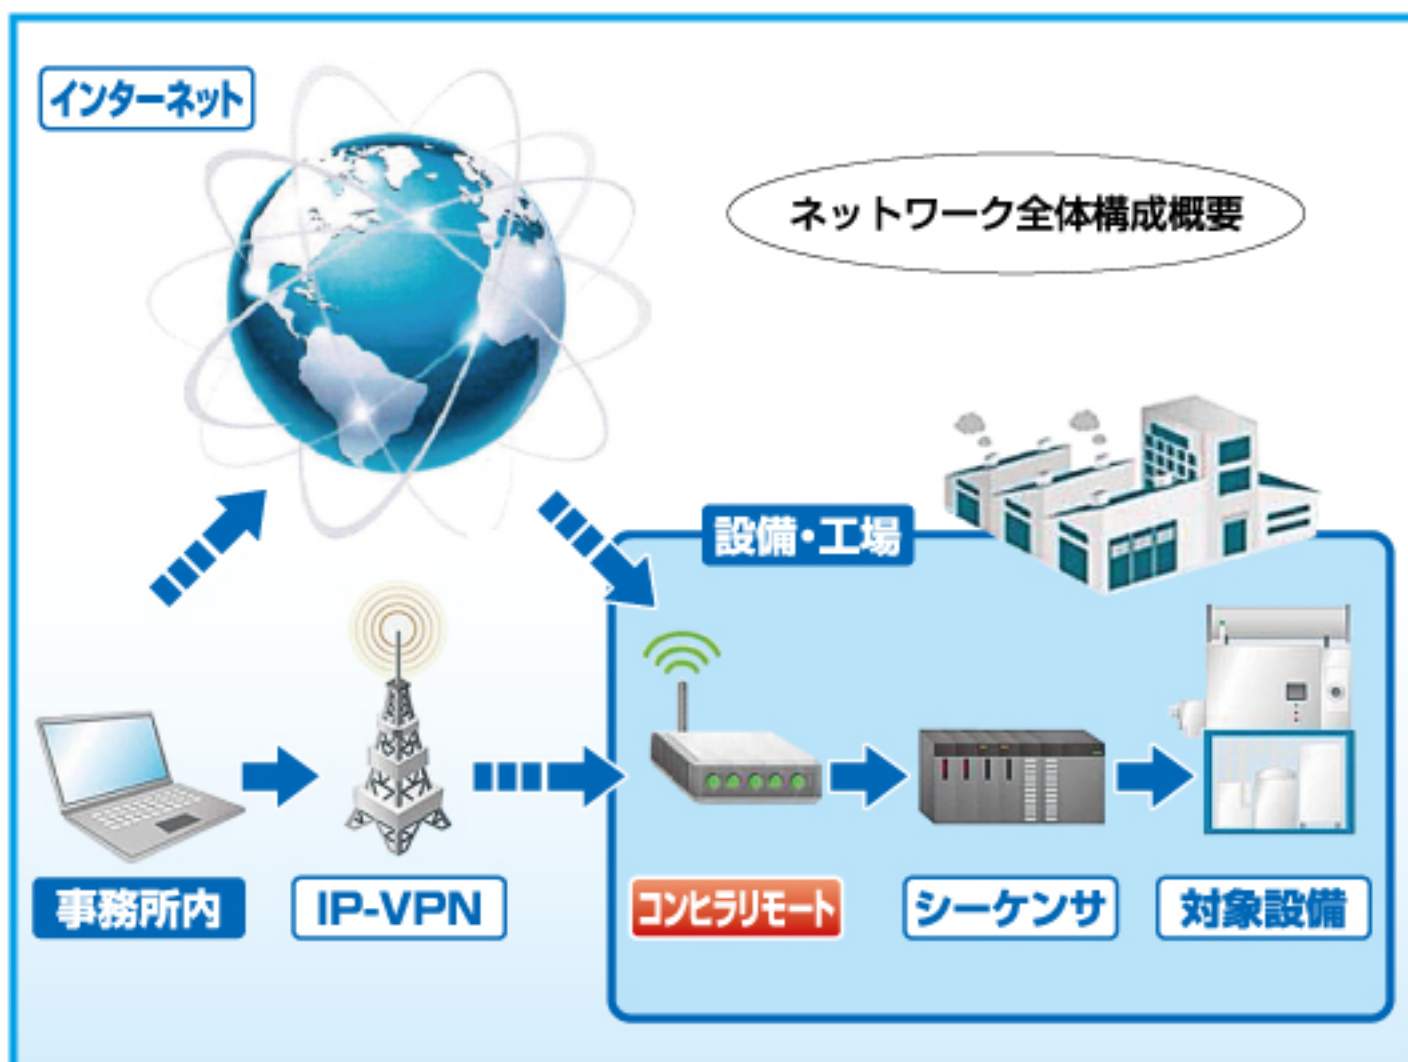 インターネット
ネットワーク全体構成概要
設備・工場
事務所内
IP-VPN
コンヒラリモート
シーケンサ
対象設備